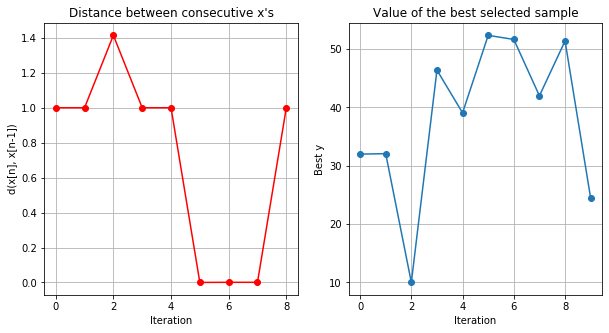 Distance between consecutive x's
1.4
1.2
1.0
0.8
0.6
0.4
0.2
0.0
d(x[n], x[n-1])
0 2 4 6 8
Iteration
Value of the best selected sample
50
40
30
20
10
Best y
0 2 4 6 8
Iteration